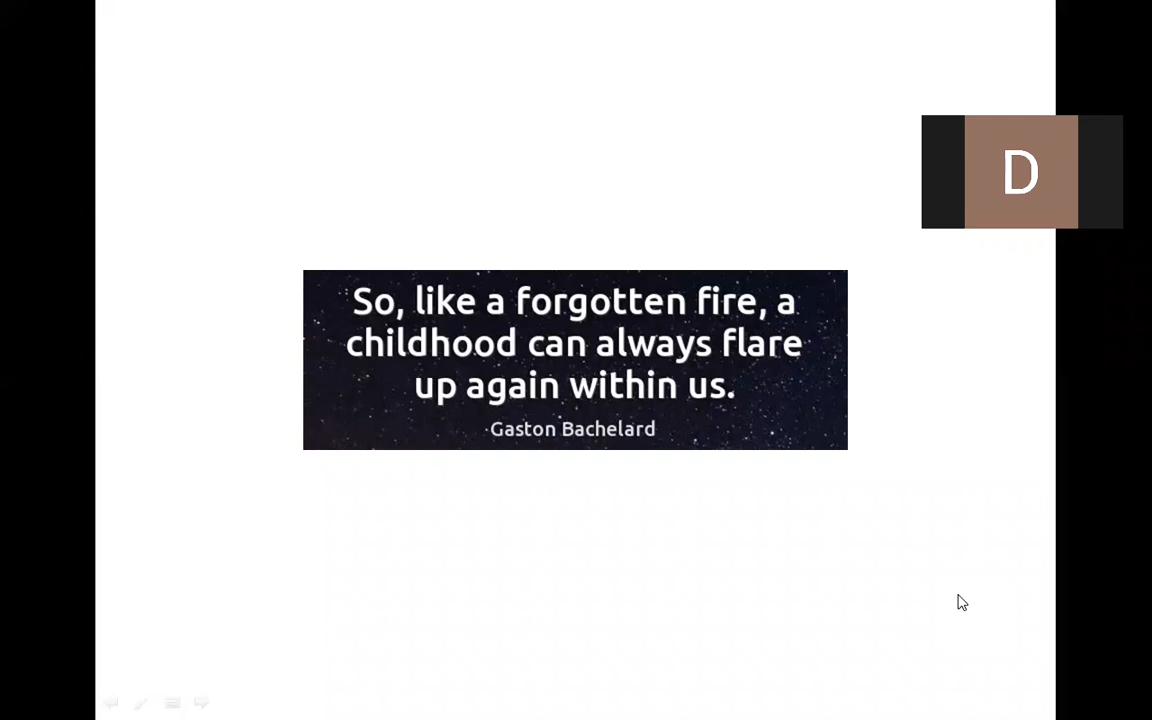 D
So, like a forgotten fire, a
childhood can always flare
up again within us.
Gaston Bachelard